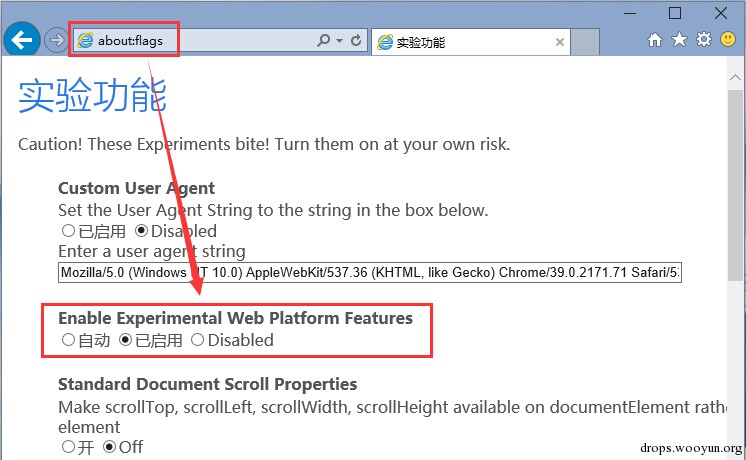 about:flags
实验功能
实验功能
Caution! These Experiments bite! Turn them on at your own risk.
Custom User Agent
Set the User Agent String to the string in the box below.
已启用 Disabled
Enter a user agent string
Mozilla/5.0 (Windows NT 10.0) AppleWebKit/537.36 (KHTML, like Gecko) Chrome/39.0.2171.71 Safari/53
Enable Experimental Web Platform Features
自动 已启用 Disabled
Standard Document Scroll Properties
Make scrollTop, scrollLeft, scrollWidth, scrollHeight available on documentElement rathe
element
开 Off
drops.wooyun.org